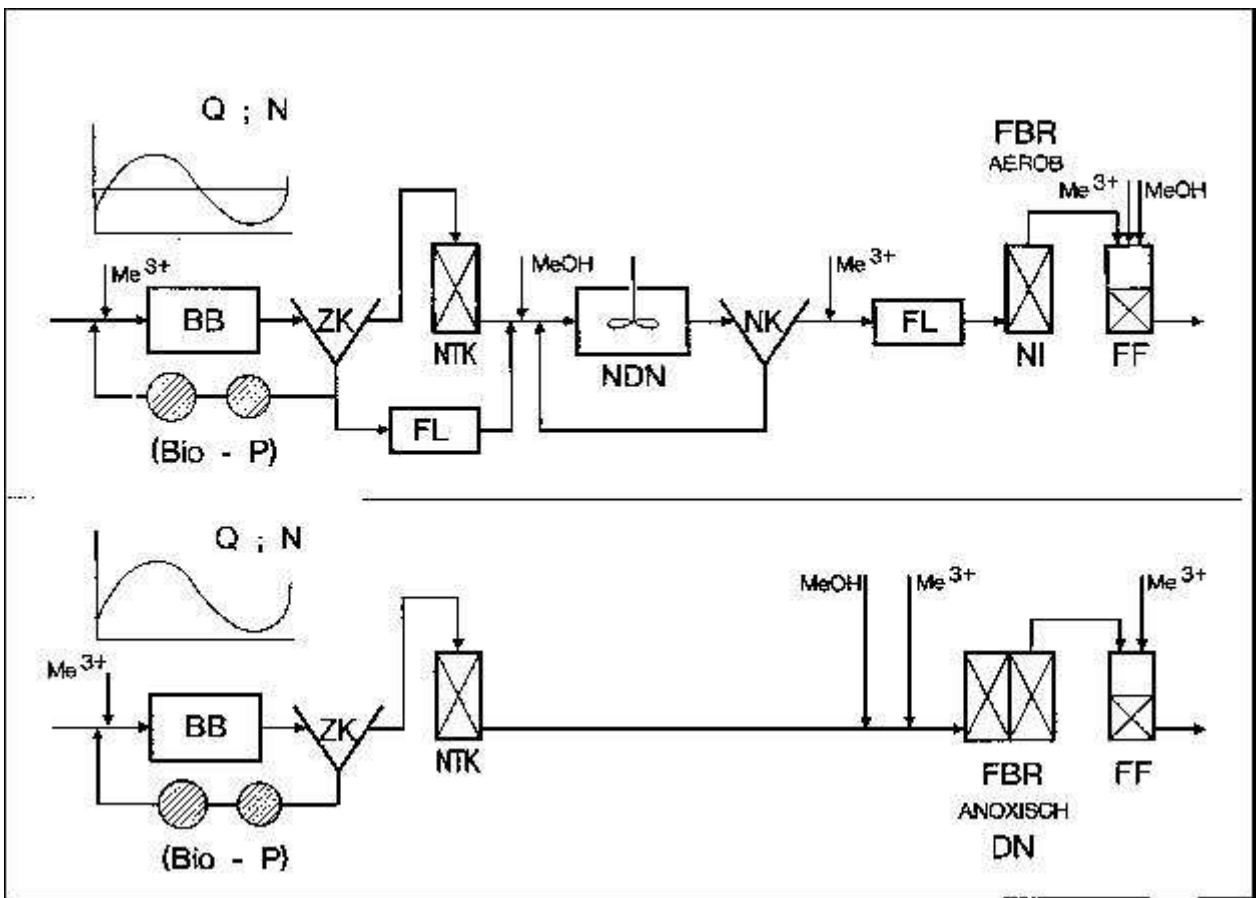 Q ; N
FBR
AEROB
Me3+
MeOH
Me3+
BB
ZK
NTK
MeOH
NDN
NK
Me3+
FL
NI
FF
FL
(Bio - P)
Q ; N
Me3+
BB
ZK
NTK
(Bio - P)
MeOH
Me3+
Me3+
FBR
ANOXISCH
DN
FF